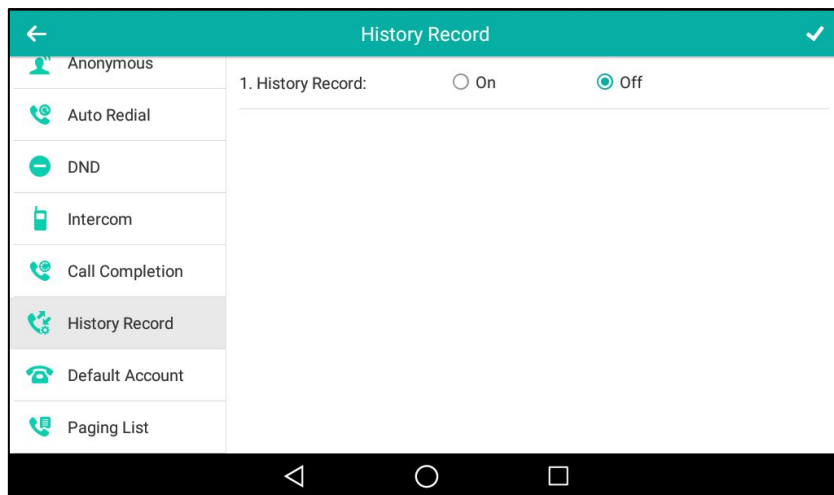 History Record
Anonymous
1. History Record: On Off
Auto Redial
DND
Intercom
Call Completion
History Record
Default Account
Paging List